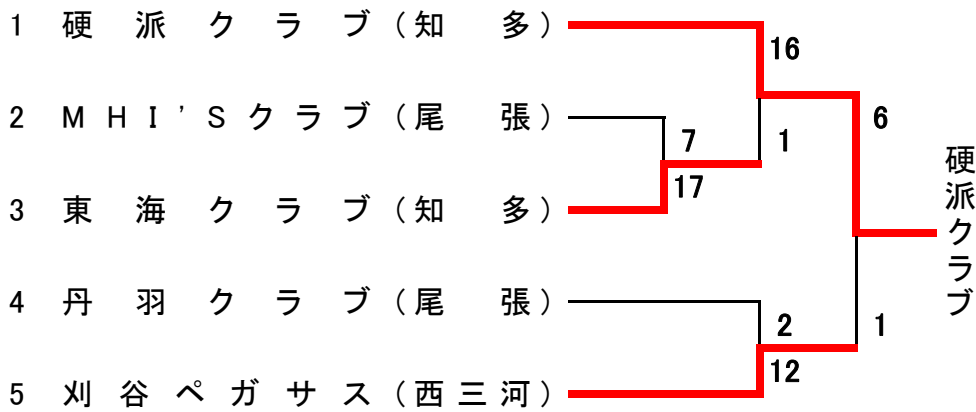 1 硬派クラブ(知多)
16
2 MHI'Sクラブ(尾張)
6
7
1
17
3 東海クラブ(知多)
硬派クラブ
4 丹羽クラブ(尾張)
2
1
12
5 刈谷ペガサス(西三河)